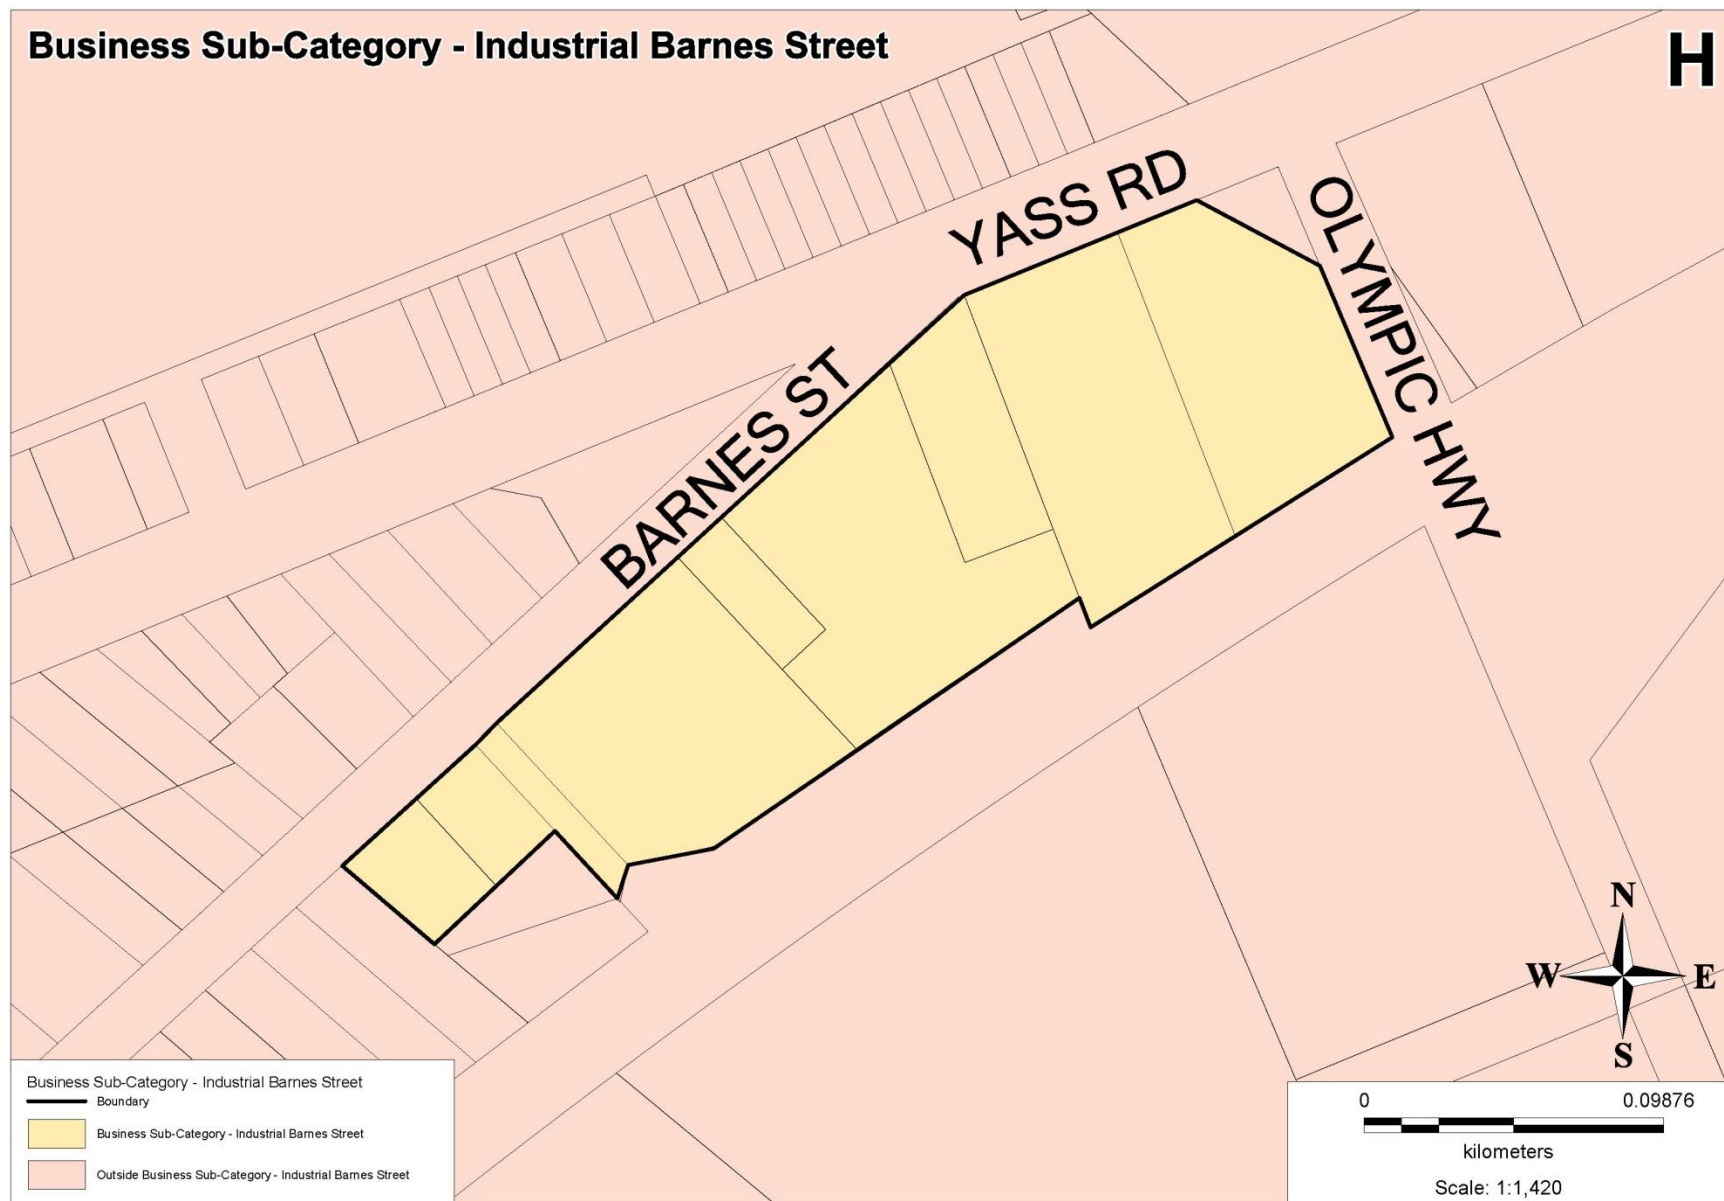 Business Sub-Category - Industrial Barnes Street
H
YASS RD
OLYMPIC HWY
BARNES ST
N
W
E
S
Business Sub-Category - Industrial Barnes Street
Boundary
Business Sub-Category - Industrial Barnes Street
Outside Business Sub-Category - Industrial Barnes Street
0 0.09876
kilometers
Scale: 1:1,420